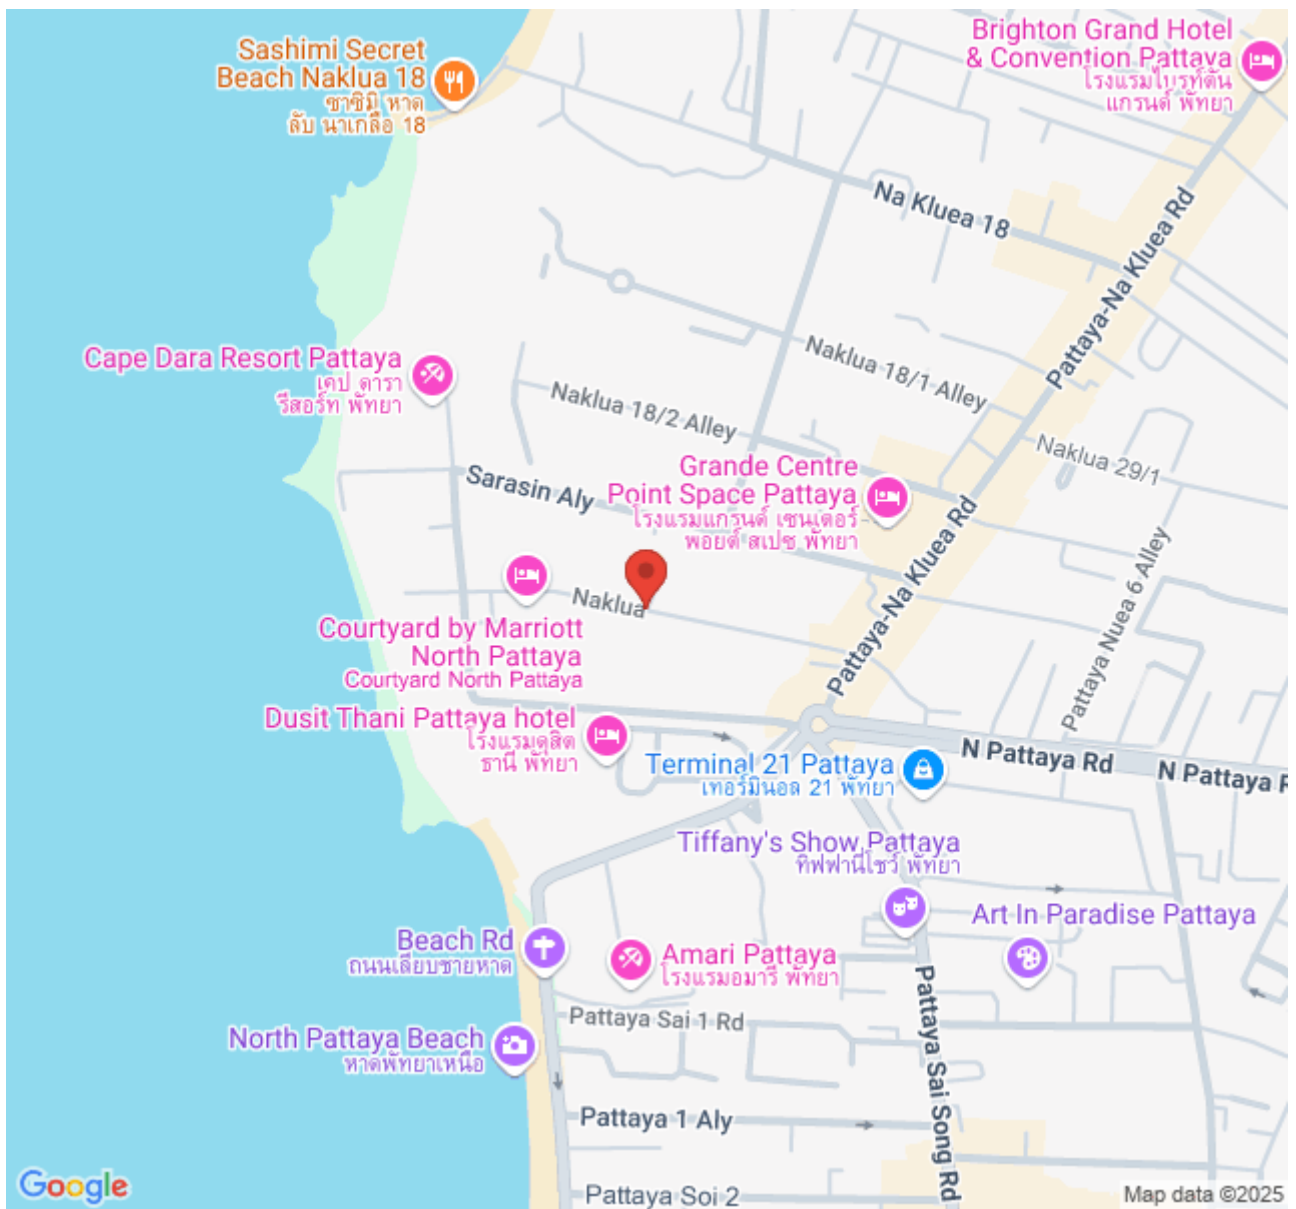 Sashimi Secret
Beach Naklua 18
ซาซิมิ หาด
ลับ นาเกลือ 18
Brighton Grand Hotel
& Convention Pattaya
โรงแรมไบรท์ตัน
แกรนด์ พัทยา
Na Kluea 18
Pattaya-Na Kluea Rd
Cape Dara Resort Pattaya
เคป ดารา
รีสอร์ท พัทยา
Naklua 18/1 Alley
Naklua 18/2 Alley
Naklua 29/1
Sarasin Aly
Grande Centre
Point Space Pattaya
โรงแรมแกรนด์ เซนเตอร์
พอยต์ สเปซ พัทยา
Pattaya-Na Kluea Rd
Pattaya Nuea 6 Alley
Naklua
Courtyard by Marriott
North Pattaya
Courtyard North Pattaya
Dusit Thani Pattaya hotel
โรงแรมดุสิต
ธานี พัทยา
N Pattaya Rd
N Pattaya R
Terminal 21 Pattaya
เทอร์มินอล 21 พัทยา
Tiffany's Show Pattaya
ทิฟฟานีโชว์ พัทยา
Art In Paradise Pattaya
Beach Rd
ถนนเลียบชายหาด
Amari Pattaya
โรงแรมอมารี พัทยา
Pattaya Sai 1 Rd
North Pattaya Beach
หาดพัทยาเหนือ
Pattaya Sai Song Rd
Pattaya 1 Aly
Pattaya Soi 2
Google
Map data ©2025